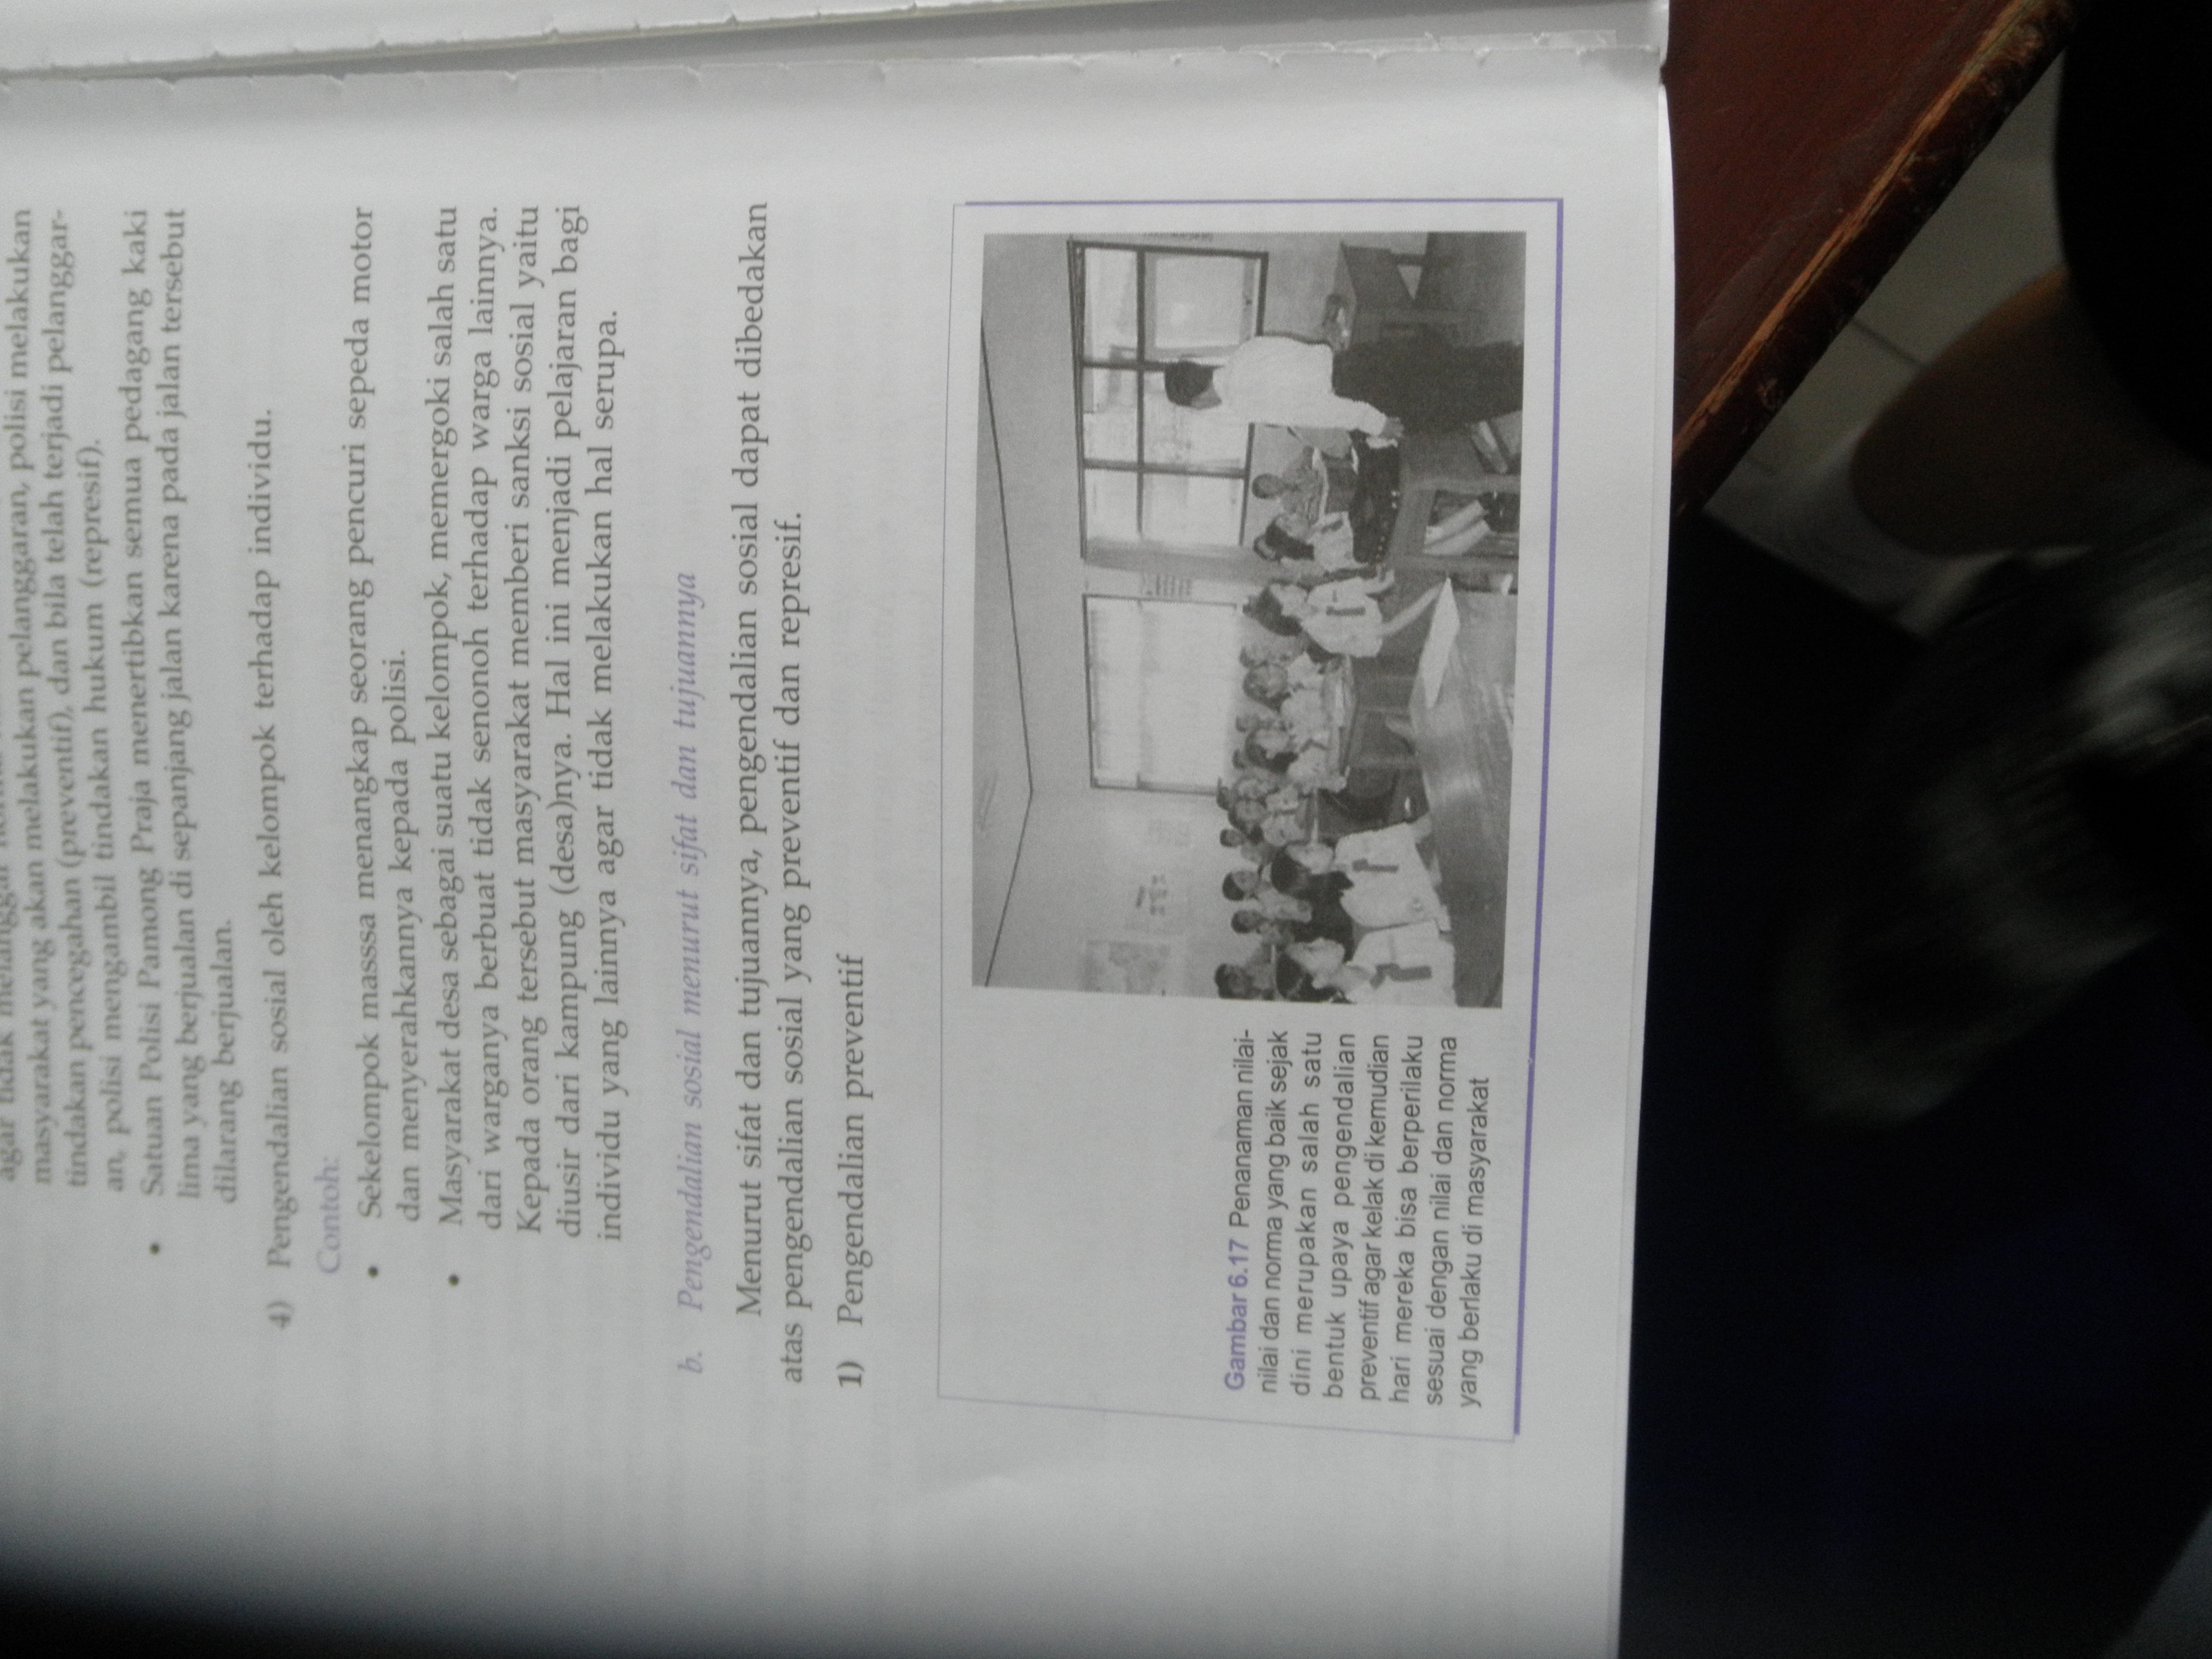 agar tidak melanggar
masyarakat yang akan melakukan pelanggaran, polisi melakukan
tindakan pencegahan (preventif), dan bila telah terjadi pelanggar-
an, polisi mengambil tindakan hukum (represif).
• Satuan Polisi Pamong Praja menertibkan semua pedagang kaki
lima yang berjualan di sepanjang jalan karena pada jalan tersebut
dilarang berjualan.
4) Pengendalian sosial oleh kelompok terhadap individu.
Contoh:
• Sekelompok masssa menangkap seorang pencuri sepeda motor
dan menyerahkannya kepada polisi.
• Masyarakat desa sebagai suatu kelompok, memergoki salah satu
dari warganya berbuat tidak senonoh terhadap warga lainnya.
Kepada orang tersebut masyarakat memberi sanksi sosial yaitu
diusir dari kampung (desa)nya. Hal ini menjadi pelajaran bagi
individu yang lainnya agar tidak melakukan hal serupa.
b. Pengendalian sosial menurut sifat dan tujuannya
Menurut sifat dan tujuannya, pengendalian sosial dapat dibedakan
atas pengendalian sosial yang preventif dan represif.
1) Pengendalian preventif
Gambar 6.17 Penanaman nilai-
nilai dan norma yang baik sejak
dini merupakan salah satu
bentuk upaya pengendalian
preventif agar kelak di kemudian
hari mereka bisa berperilaku
sesuai dengan nilai dan norma
yang berlaku di masyarakat